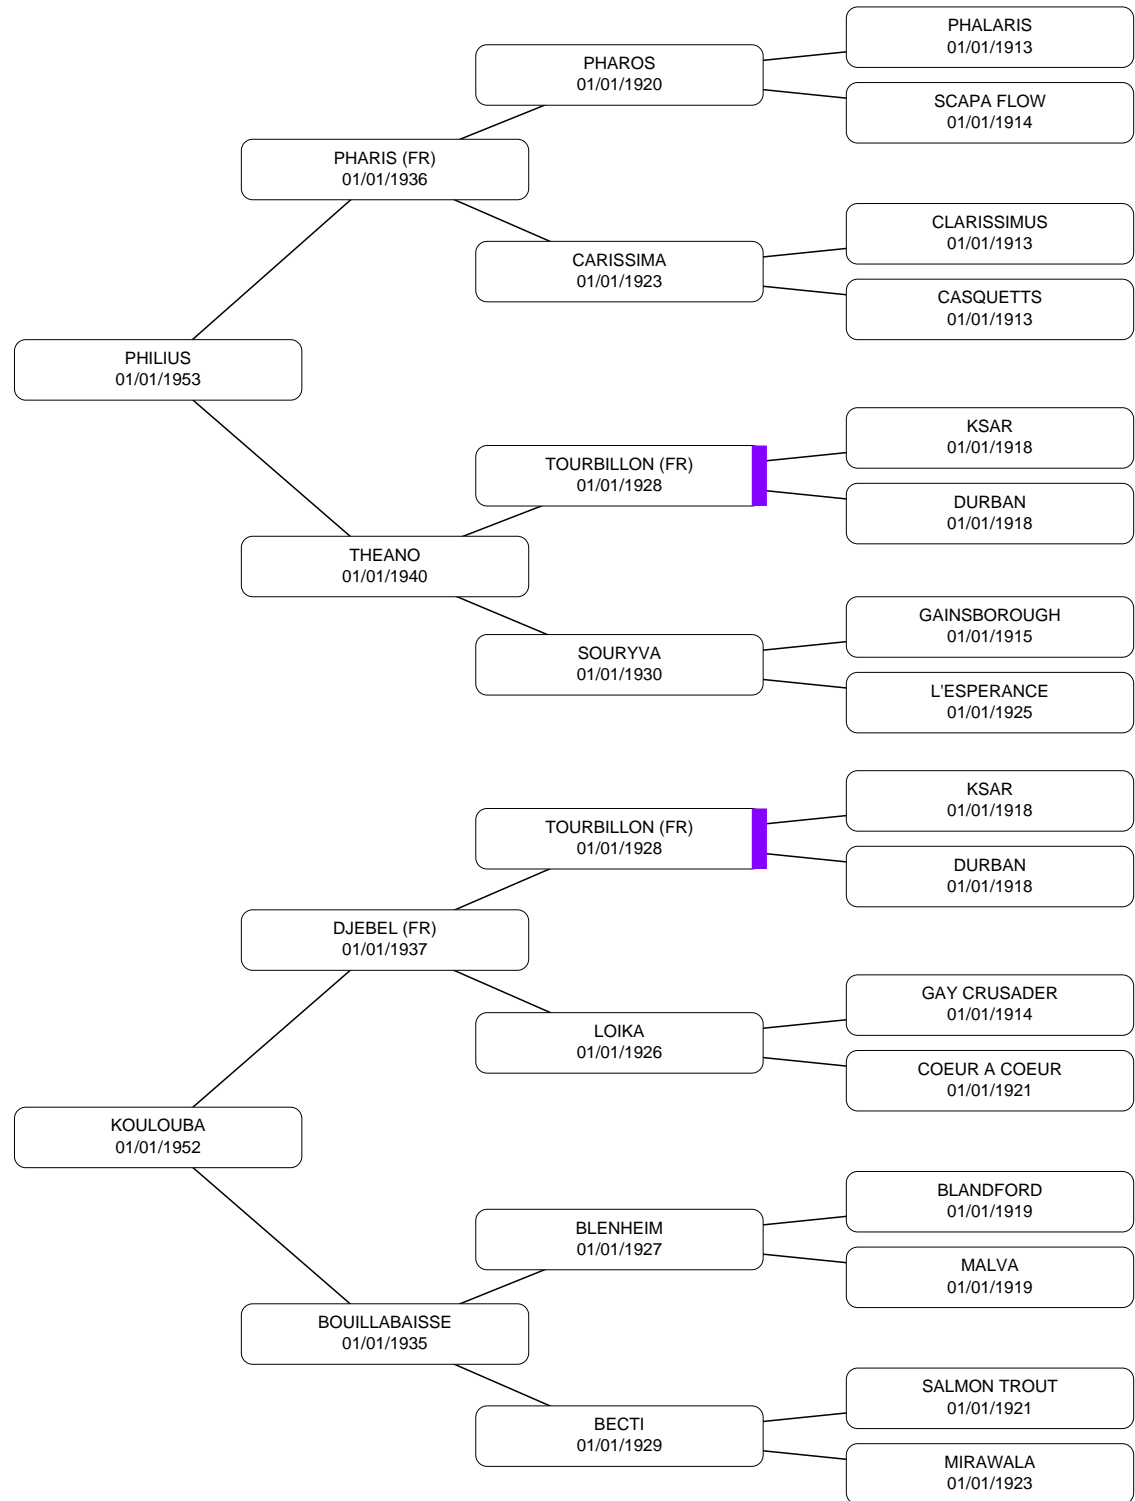 PHALARIS
01/01/1913
PHAROS
01/01/1920
SCAPA FLOW
01/01/1914
PHARIS (FR)
01/01/1936
CLARISSIMUS
01/01/1913
CARISSIMA
01/01/1923
CASQUETTS
01/01/1913
PHILIUS
01/01/1953
KSAR
01/01/1918
TOURBILLON (FR)
01/01/1928
DURBAN
01/01/1918
THEANO
01/01/1940
GAINSBOROUGH
01/01/1915
SOURYVA
01/01/1930
L'ESPERANCE
01/01/1925
KSAR
01/01/1918
TOURBILLON (FR)
01/01/1928
DURBAN
01/01/1918
DJEBEL (FR)
01/01/1937
GAY CRUSADER
01/01/1914
LOIKA
01/01/1926
COEUR A COEUR
01/01/1921
KOULOUBA
01/01/1952
BLANDFORD
01/01/1919
BLENHEIM
01/01/1927
MALVA
01/01/1919
BOUILLABAISSE
01/01/1935
SALMON TROUT
01/01/1921
BECTI
01/01/1929
MIRAWALA
01/01/1923